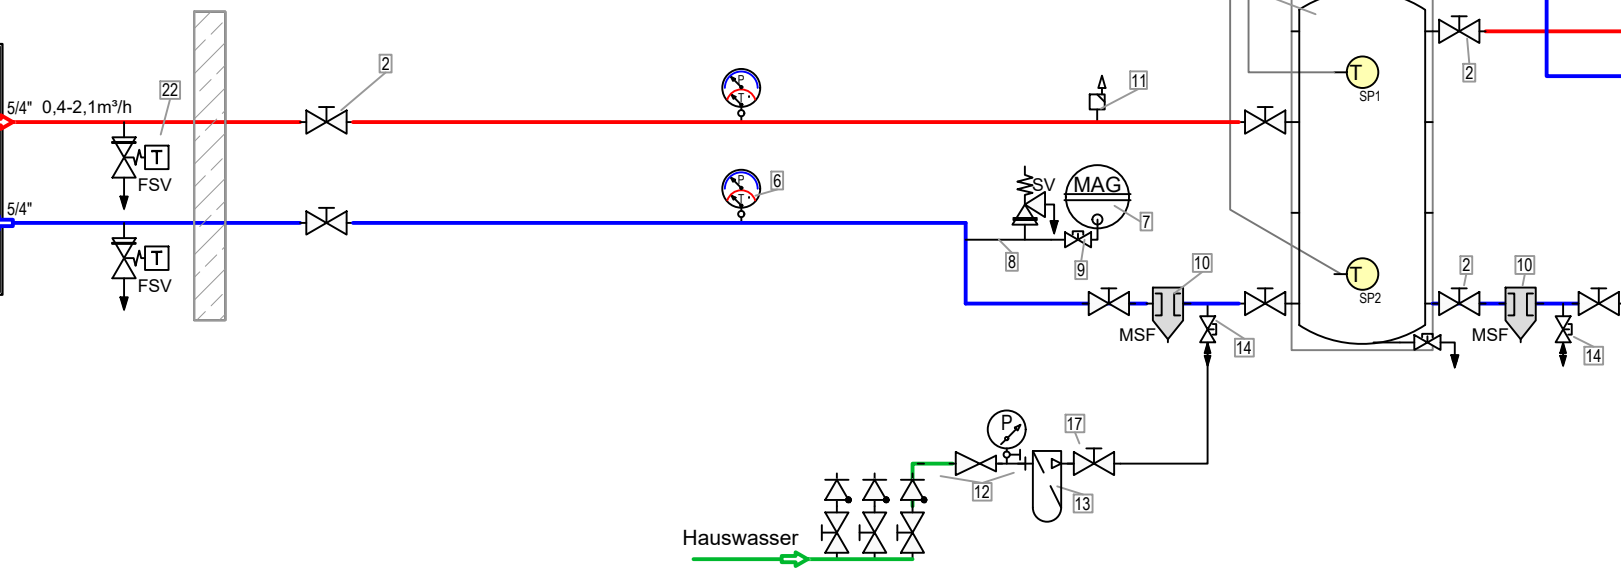 2
11
P
T
T
SP1
2
5/4" 0,4-2,1m³/h
22
T
FSV
5/4"
P
T
6
SV
MAG
7
8
9
T
FSV
10
T
SP2
2
10
MSF
14
MSF
14
P
17
12
13
Hauswasser